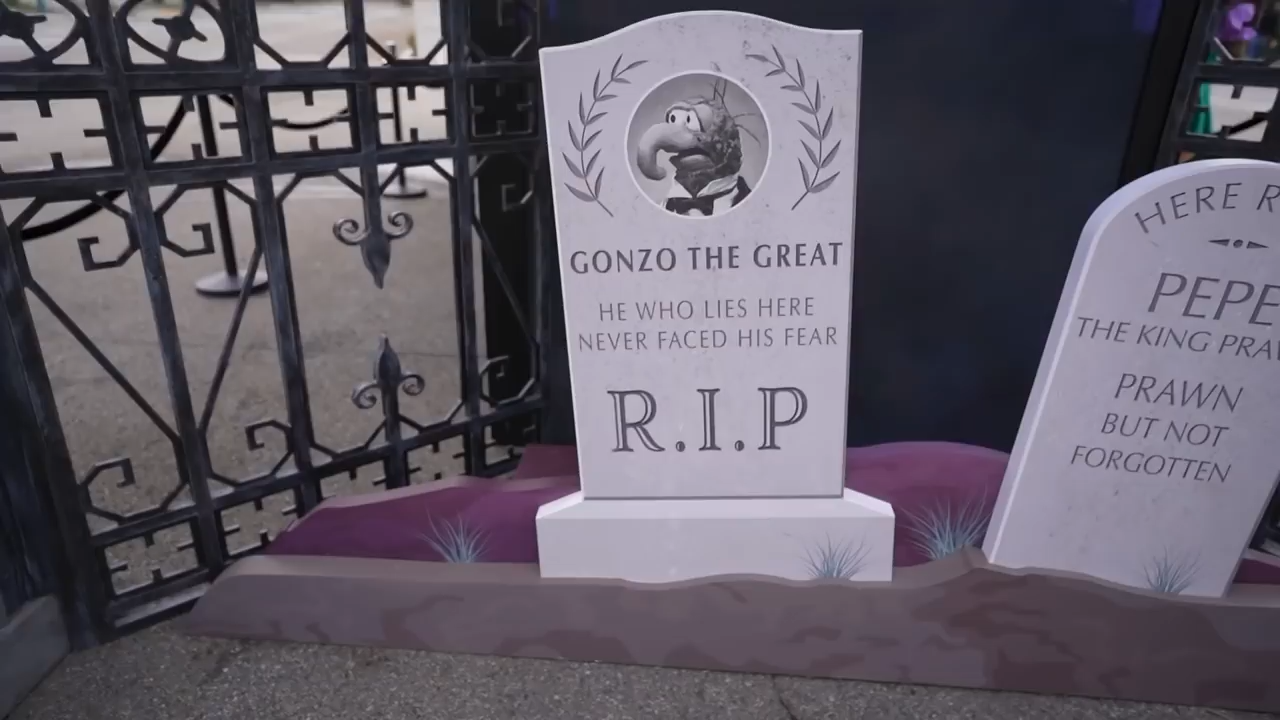 GONZO THE GREAT
HE WHO LIES HERE
NEVER FACED HIS FEAR
R.I.P
HERE
PEPE
THE KING
PRAWN
BUT NOT
FORGOTTEN